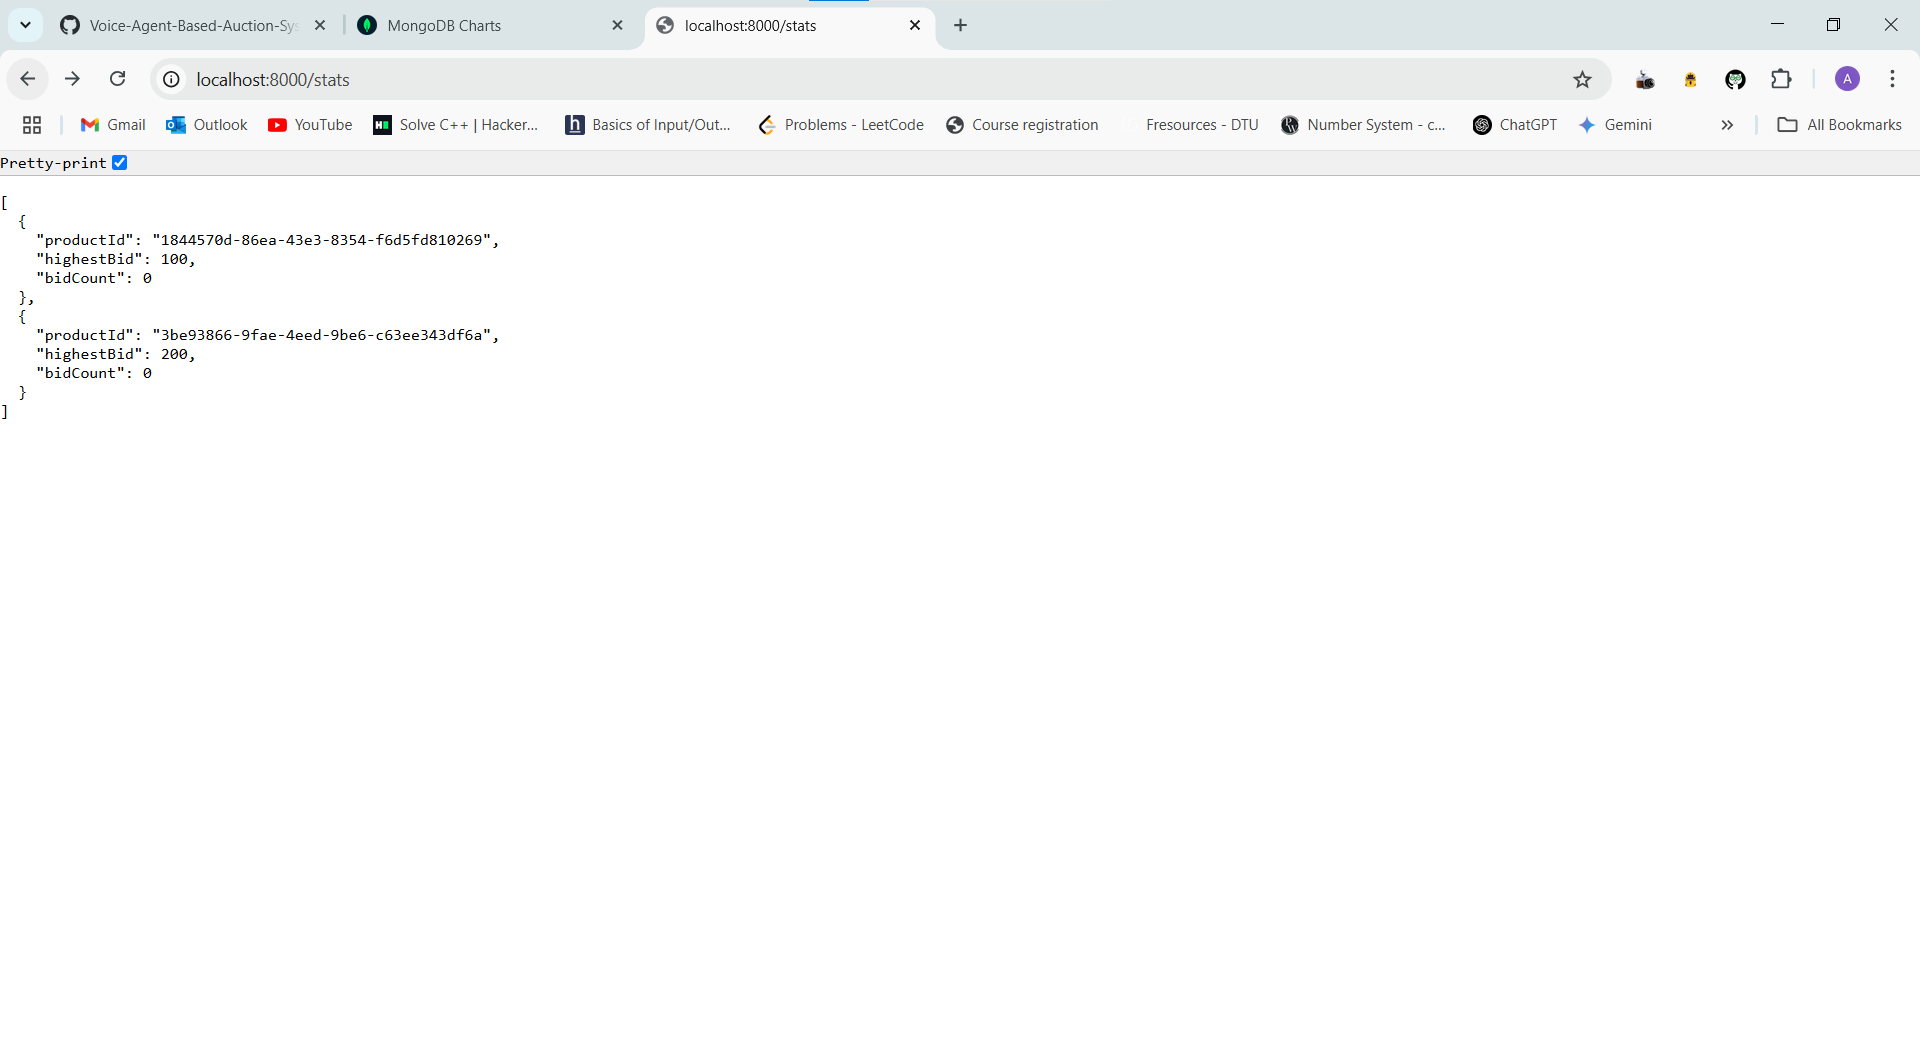 Voice-Agent-Based-Auction-Sys
MongoDB Charts
localhost:8000/stats
localhost:8000/stats
A
Gmail
Outlook
YouTube
Solve C++ | Hacker...
Basics of Input/Out...
Problems - LeetCode
Course registration
Fresources - DTU
Number System - c...
ChatGPT
Gemini
All Bookmarks
Pretty-print
[
{
"productId": "1844570d-86ea-43e3-8354-f6d5fd810269",
"highestBid": 100,
"bidCount": 0
},
{
"productId": "3be93866-9fae-4eed-9be6-c63ee343df6a",
"highestBid": 200,
"bidCount": 0
}
]